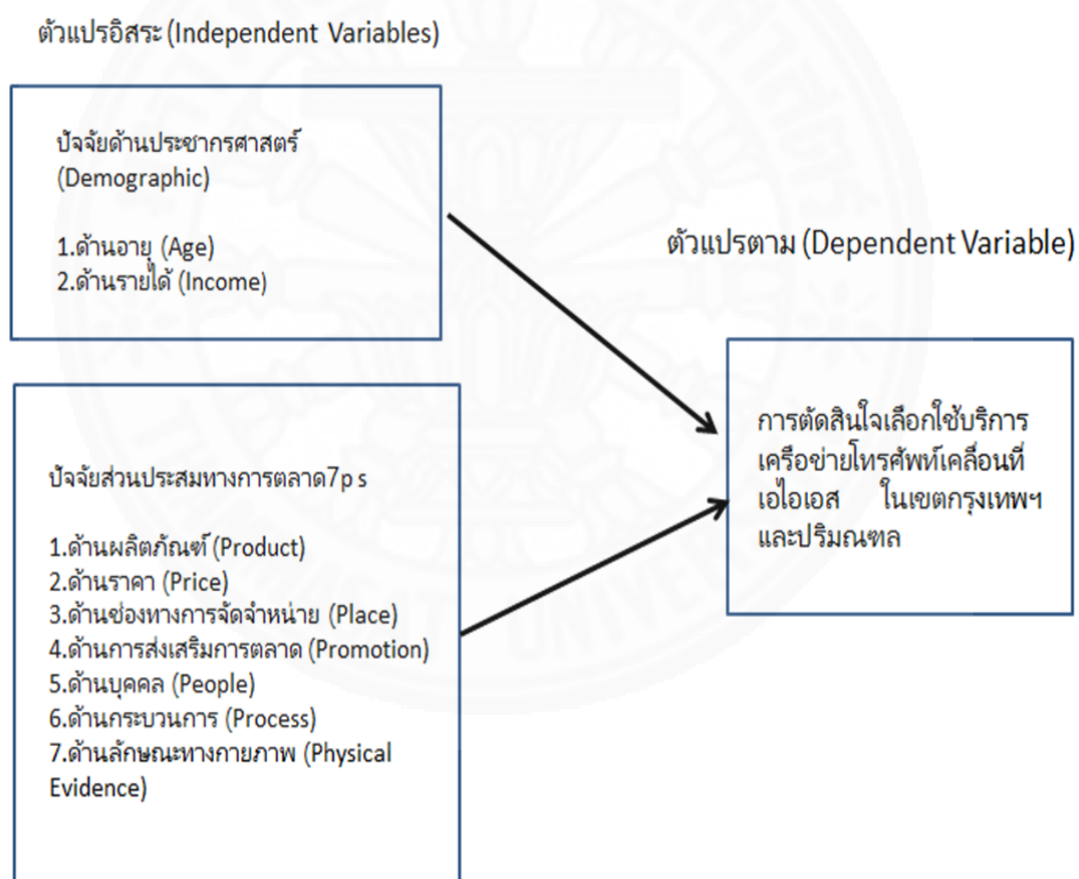 ตัวแปรอิสระ (Independent Variables)
ปัจจัยด้านประชากรศาสตร์
(Demographic)
1.ด้านอายุ (Age)
2.ด้านรายได้ (Income)
ปัจจัยส่วนประสมทางการตลาด7p s
1.ด้านผลิตภัณฑ์ (Product)
2.ด้านราคา (Price)
3.ด้านช่องทางการจัดจำหน่าย (Place)
4.ด้านการส่งเสริมการตลาด (Promotion)
5.ด้านบุคคล (People)
6.ด้านกระบวนการ (Process)
7.ด้านลักษณะทางกายภาพ (Physical
Evidence)
ตัวแปรตาม (Dependent Variable)
การตัดสินใจเลือกใช้บริการ
เครือข่ายโทรศัพท์เคลื่อนที่
เอไอเอส ในเขตกรุงเทพฯ
และปริมณฑล